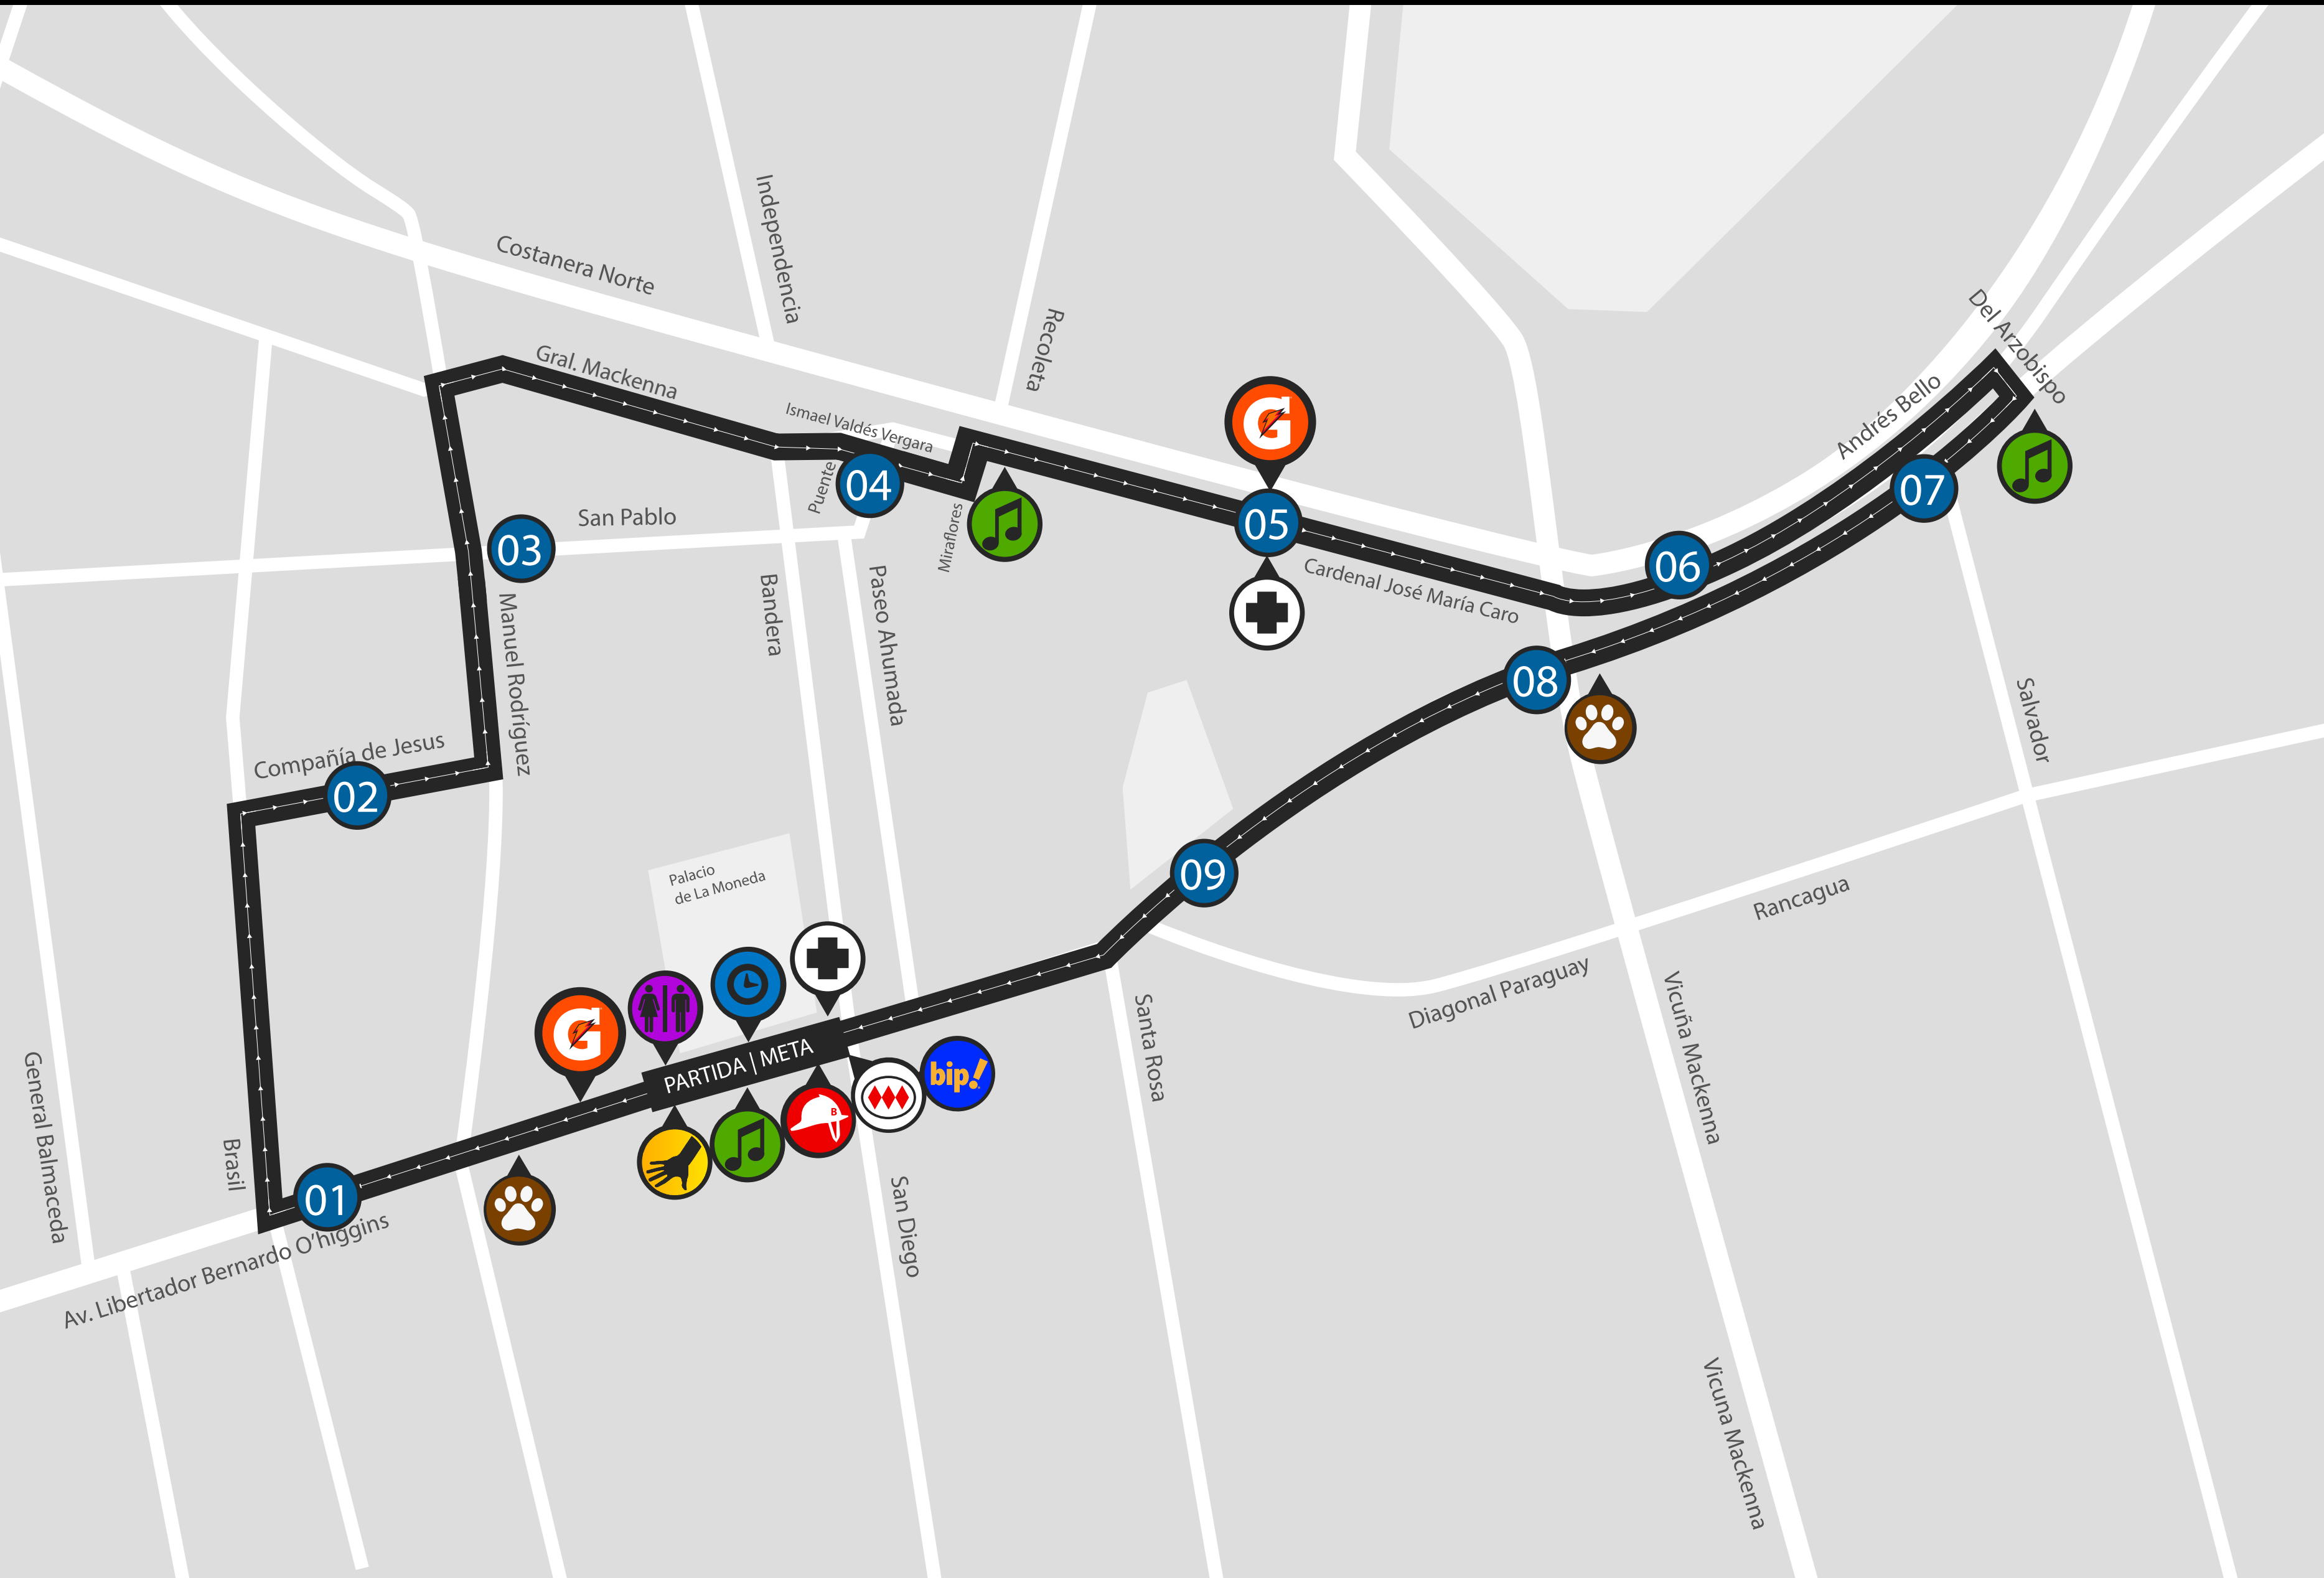 Independencia
Costanera Norte
Recoleta
Del Arzobispo
Gral. Mackenna
Andrés Bello
Ismael Valdés Vergara
G
Puente
04
07
Miraflores
San Pablo
05
03
06
Cardenal José María Caro
Bandera
Paseo Ahumada
Manuel Rodríguez
08
Salvador
Compañía de Jesus
02
09
Palacio
de La Moneda
Rancagua
Diagonal Paraguay
Vicuña Mackenna
Santa Rosa
G
PARTIDA | META
bip!
B
General Balmaceda
Brasil
01
San Diego
Av. Libertador Bernardo O'higgins
Vicuna Mackenna